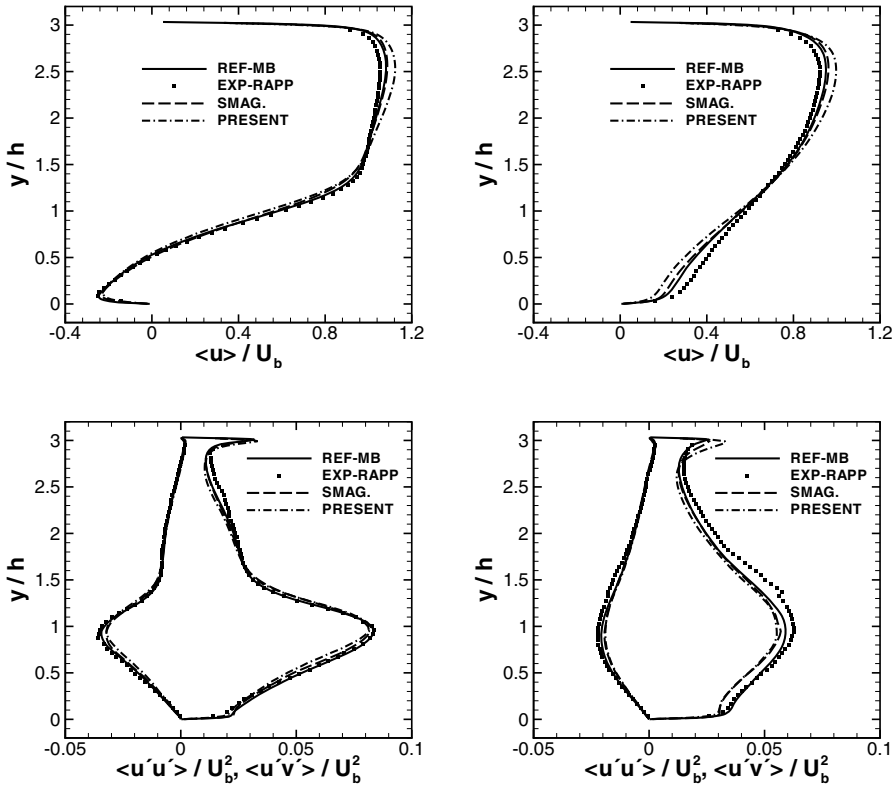 3
2.5
2
1.5
1
0.5
0
y / h
REF-MB
EXP-RAPP
SMAG.
PRESENT
-0.4 0 0.4 0.8 1.2
<u> / U_b
3
2.5
2
1.5
1
0.5
0
y / h
REF-MB
EXP-RAPP
SMAG.
PRESENT
-0.4 0 0.4 0.8 1.2
<u> / U_b
3
2.5
2
1.5
1
0.5
0
y / h
REF-MB
EXP-RAPP
SMAG.
PRESENT
-0.05 0 0.05 0.1
<u´u´> / U_b^2, <u´v´> / U_b^2
3
2.5
2
1.5
1
0.5
0
y / h
REF-MB
EXP-RAPP
SMAG.
PRESENT
-0.05 0 0.05 0.1
<u´u´> / U_b^2, <u´v´> / U_b^2